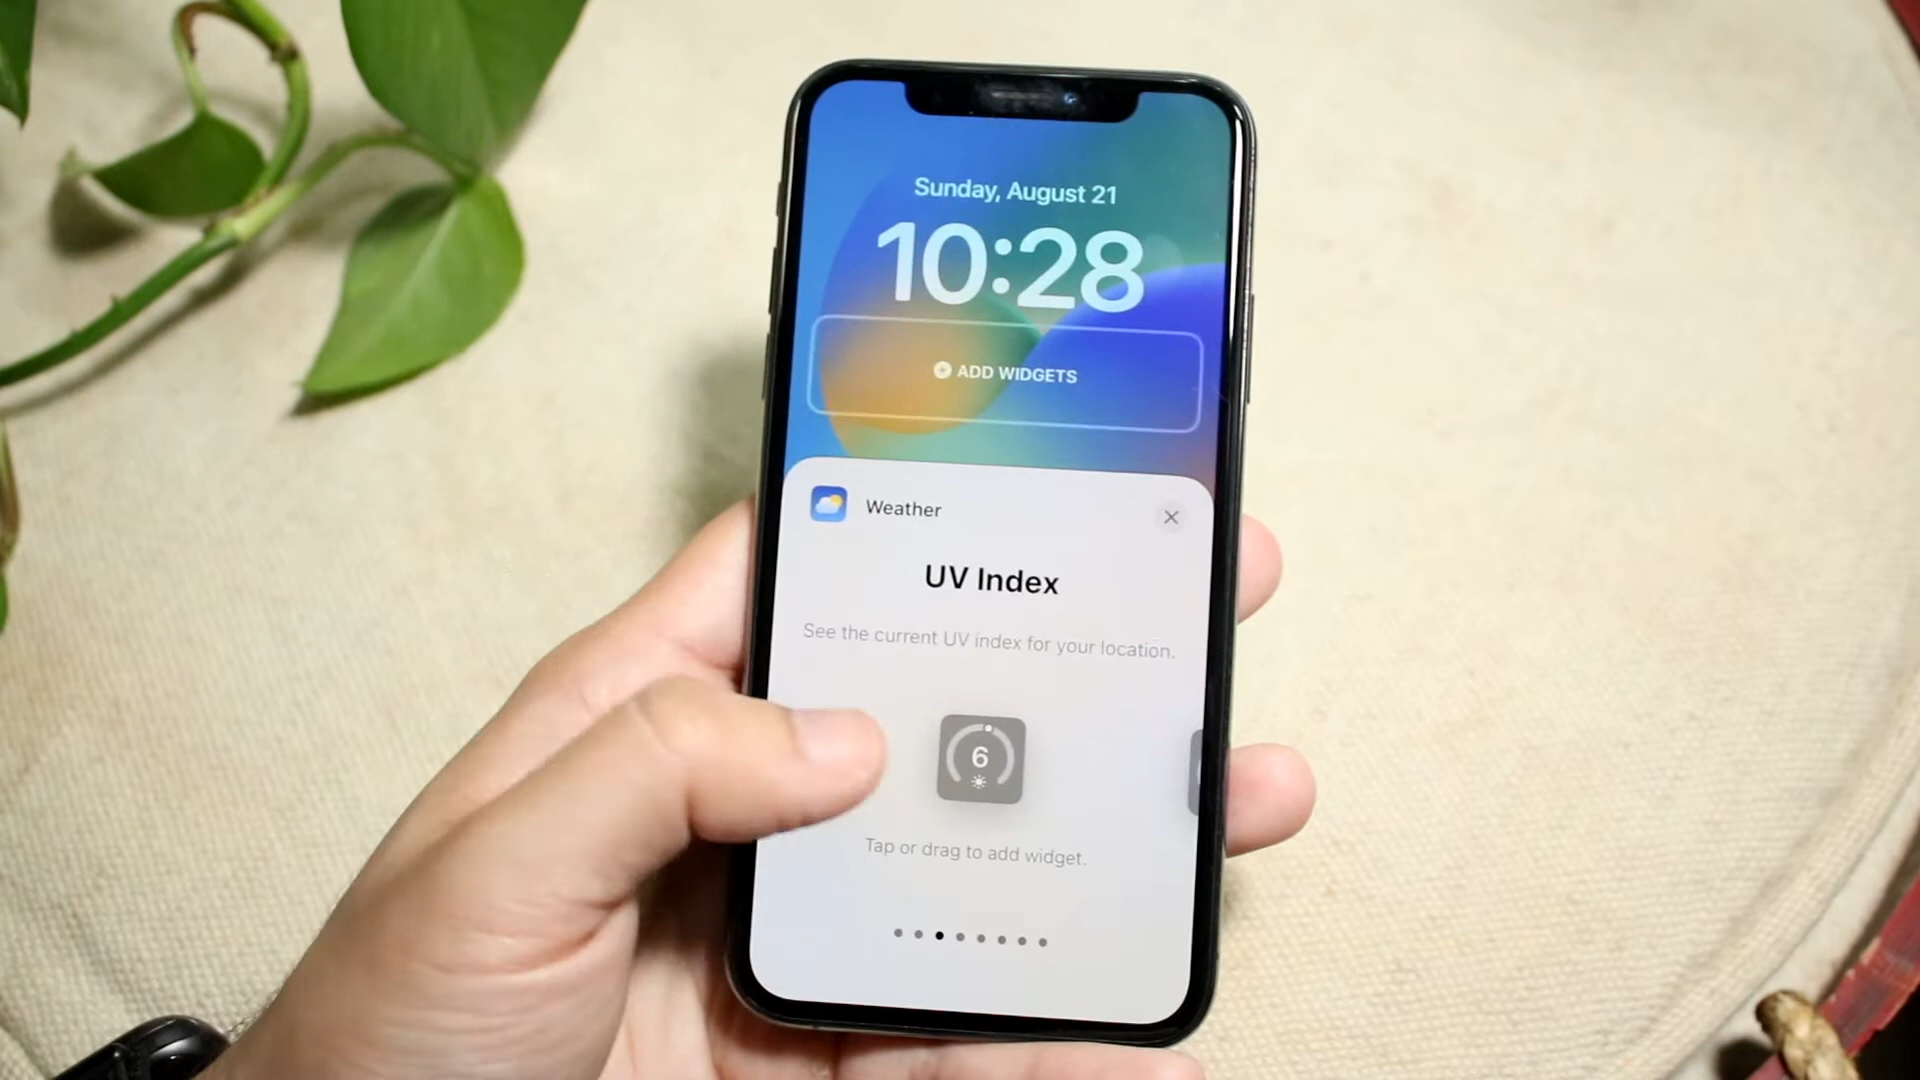 Sunday, August 21
10:28
ADD WIDGETS
Weather
UV Index
See the current UV index for your location.
6
Tap or drag to add widget.